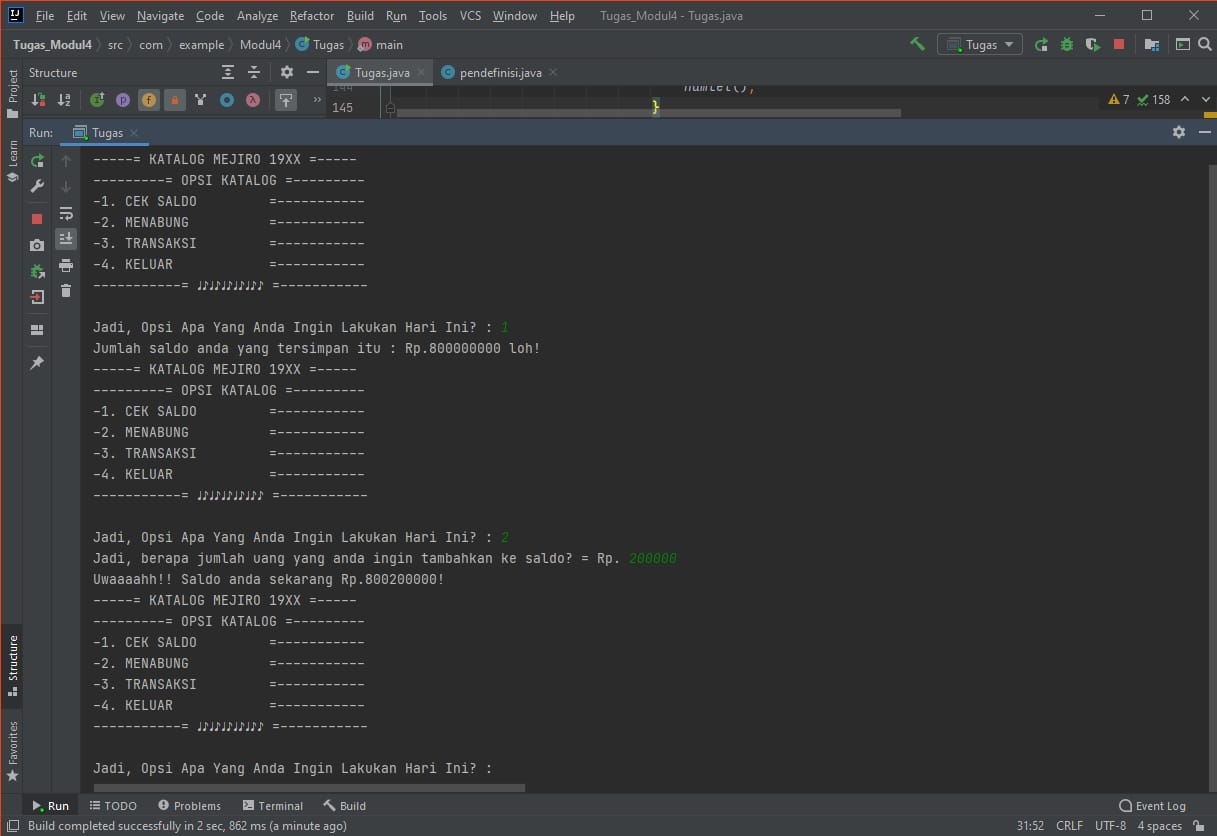 File Edit View Navigate Code Analyze Refactor Build Run Tools VCS Window Help Tugas_Modul4 - Tugas.java
Tugas_Modul4 src com example Modul4 Tugas main Tugas
Project
Structure Tugas.java pendefinisi.java
145 } 7 158
Run: Tugas
Learn
-----= KATALOG MEJIRO 19XX =-----
---------= OPSI KATALOG =---------
-1. CEK SALDO =-----------
-2. MENABUNG =-----------
-3. TRANSAKSI =-----------
-4. KELUAR =-----------
-----------= ♩♪♩♪♩♪♩♪♩♪♪ =-----------
Jadi, Opsi Apa Yang Anda Ingin Lakukan Hari Ini? : 1
Jumlah saldo anda yang tersimpan itu : Rp.800000000 loh!
-----= KATALOG MEJIRO 19XX =-----
---------= OPSI KATALOG =---------
-1. CEK SALDO =-----------
-2. MENABUNG =-----------
-3. TRANSAKSI =-----------
-4. KELUAR =-----------
-----------= ♩♪♩♪♩♪♩♪♩♪♪ =-----------
Jadi, Opsi Apa Yang Anda Ingin Lakukan Hari Ini? : 2
Jadi, berapa jumlah uang yang anda ingin tambahkan ke saldo? = Rp. 200000
Uwaaaahh!! Saldo anda sekarang Rp.800200000!
-----= KATALOG MEJIRO 19XX =-----
---------= OPSI KATALOG =---------
-1. CEK SALDO =-----------
-2. MENABUNG =-----------
-3. TRANSAKSI =-----------
-4. KELUAR =-----------
-----------= ♩♪♩♪♩♪♩♪♩♪♪ =-----------
Jadi, Opsi Apa Yang Anda Ingin Lakukan Hari Ini? :
Structure
Favorites
Run TODO Problems Terminal Build Event Log
Build completed successfully in 2 sec, 862 ms (a minute ago) 31:52 CRLF UTF-8 4 spaces